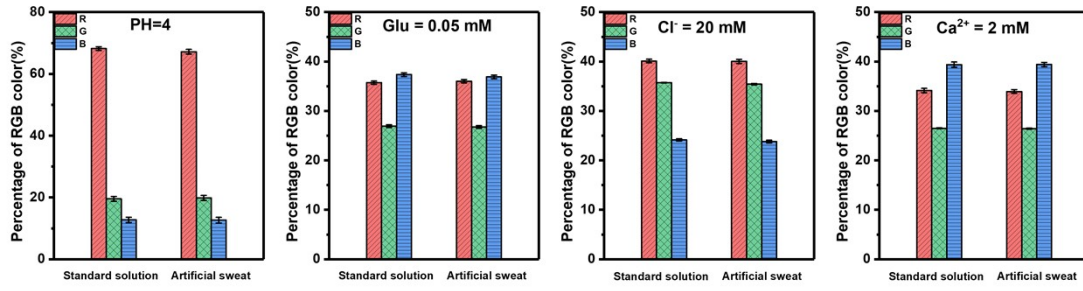 Percentage of RGB color(%)
80
60
40
20
0
R
G
B
PH=4
Standard solution
Artificial sweat
Percentage of RGB color(%)
50
40
30
20
10
0
R
G
B
Glu = 0.05 mM
Standard solution
Artificial sweat
Percentage of RGB color(%)
50
40
30
20
10
0
R
G
B
Cl⁻ = 20 mM
Standard solution
Artificial sweat
Percentage of RGB color(%)
50
40
30
20
10
0
R
G
B
Ca²⁺ = 2 mM
Standard solution
Artificial sweat